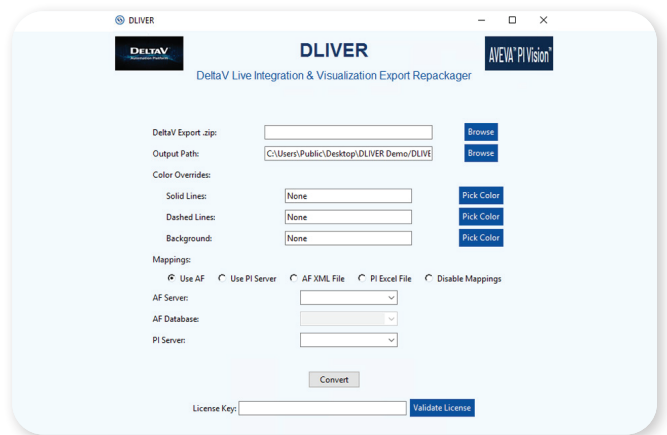 DLIVER
DELTAV
DLIVER
AVEVA™ PI Vision™
DeltaV Live Integration & Visualization Export Repackager
DeltaV Export .zip:
Browse
Output Path:
C:\Users\Public\Desktop\DLIVER Demo/DLIVE
Browse
Color Overrides:
Solid Lines:
None
Pick Color
Dashed Lines:
None
Pick Color
Background:
None
Pick Color
Mappings:
Use AF Use PI Server AF XML File PI Excel File Disable Mappings
AF Server:
AF Database:
PI Server:
Convert
License Key:
Validate License